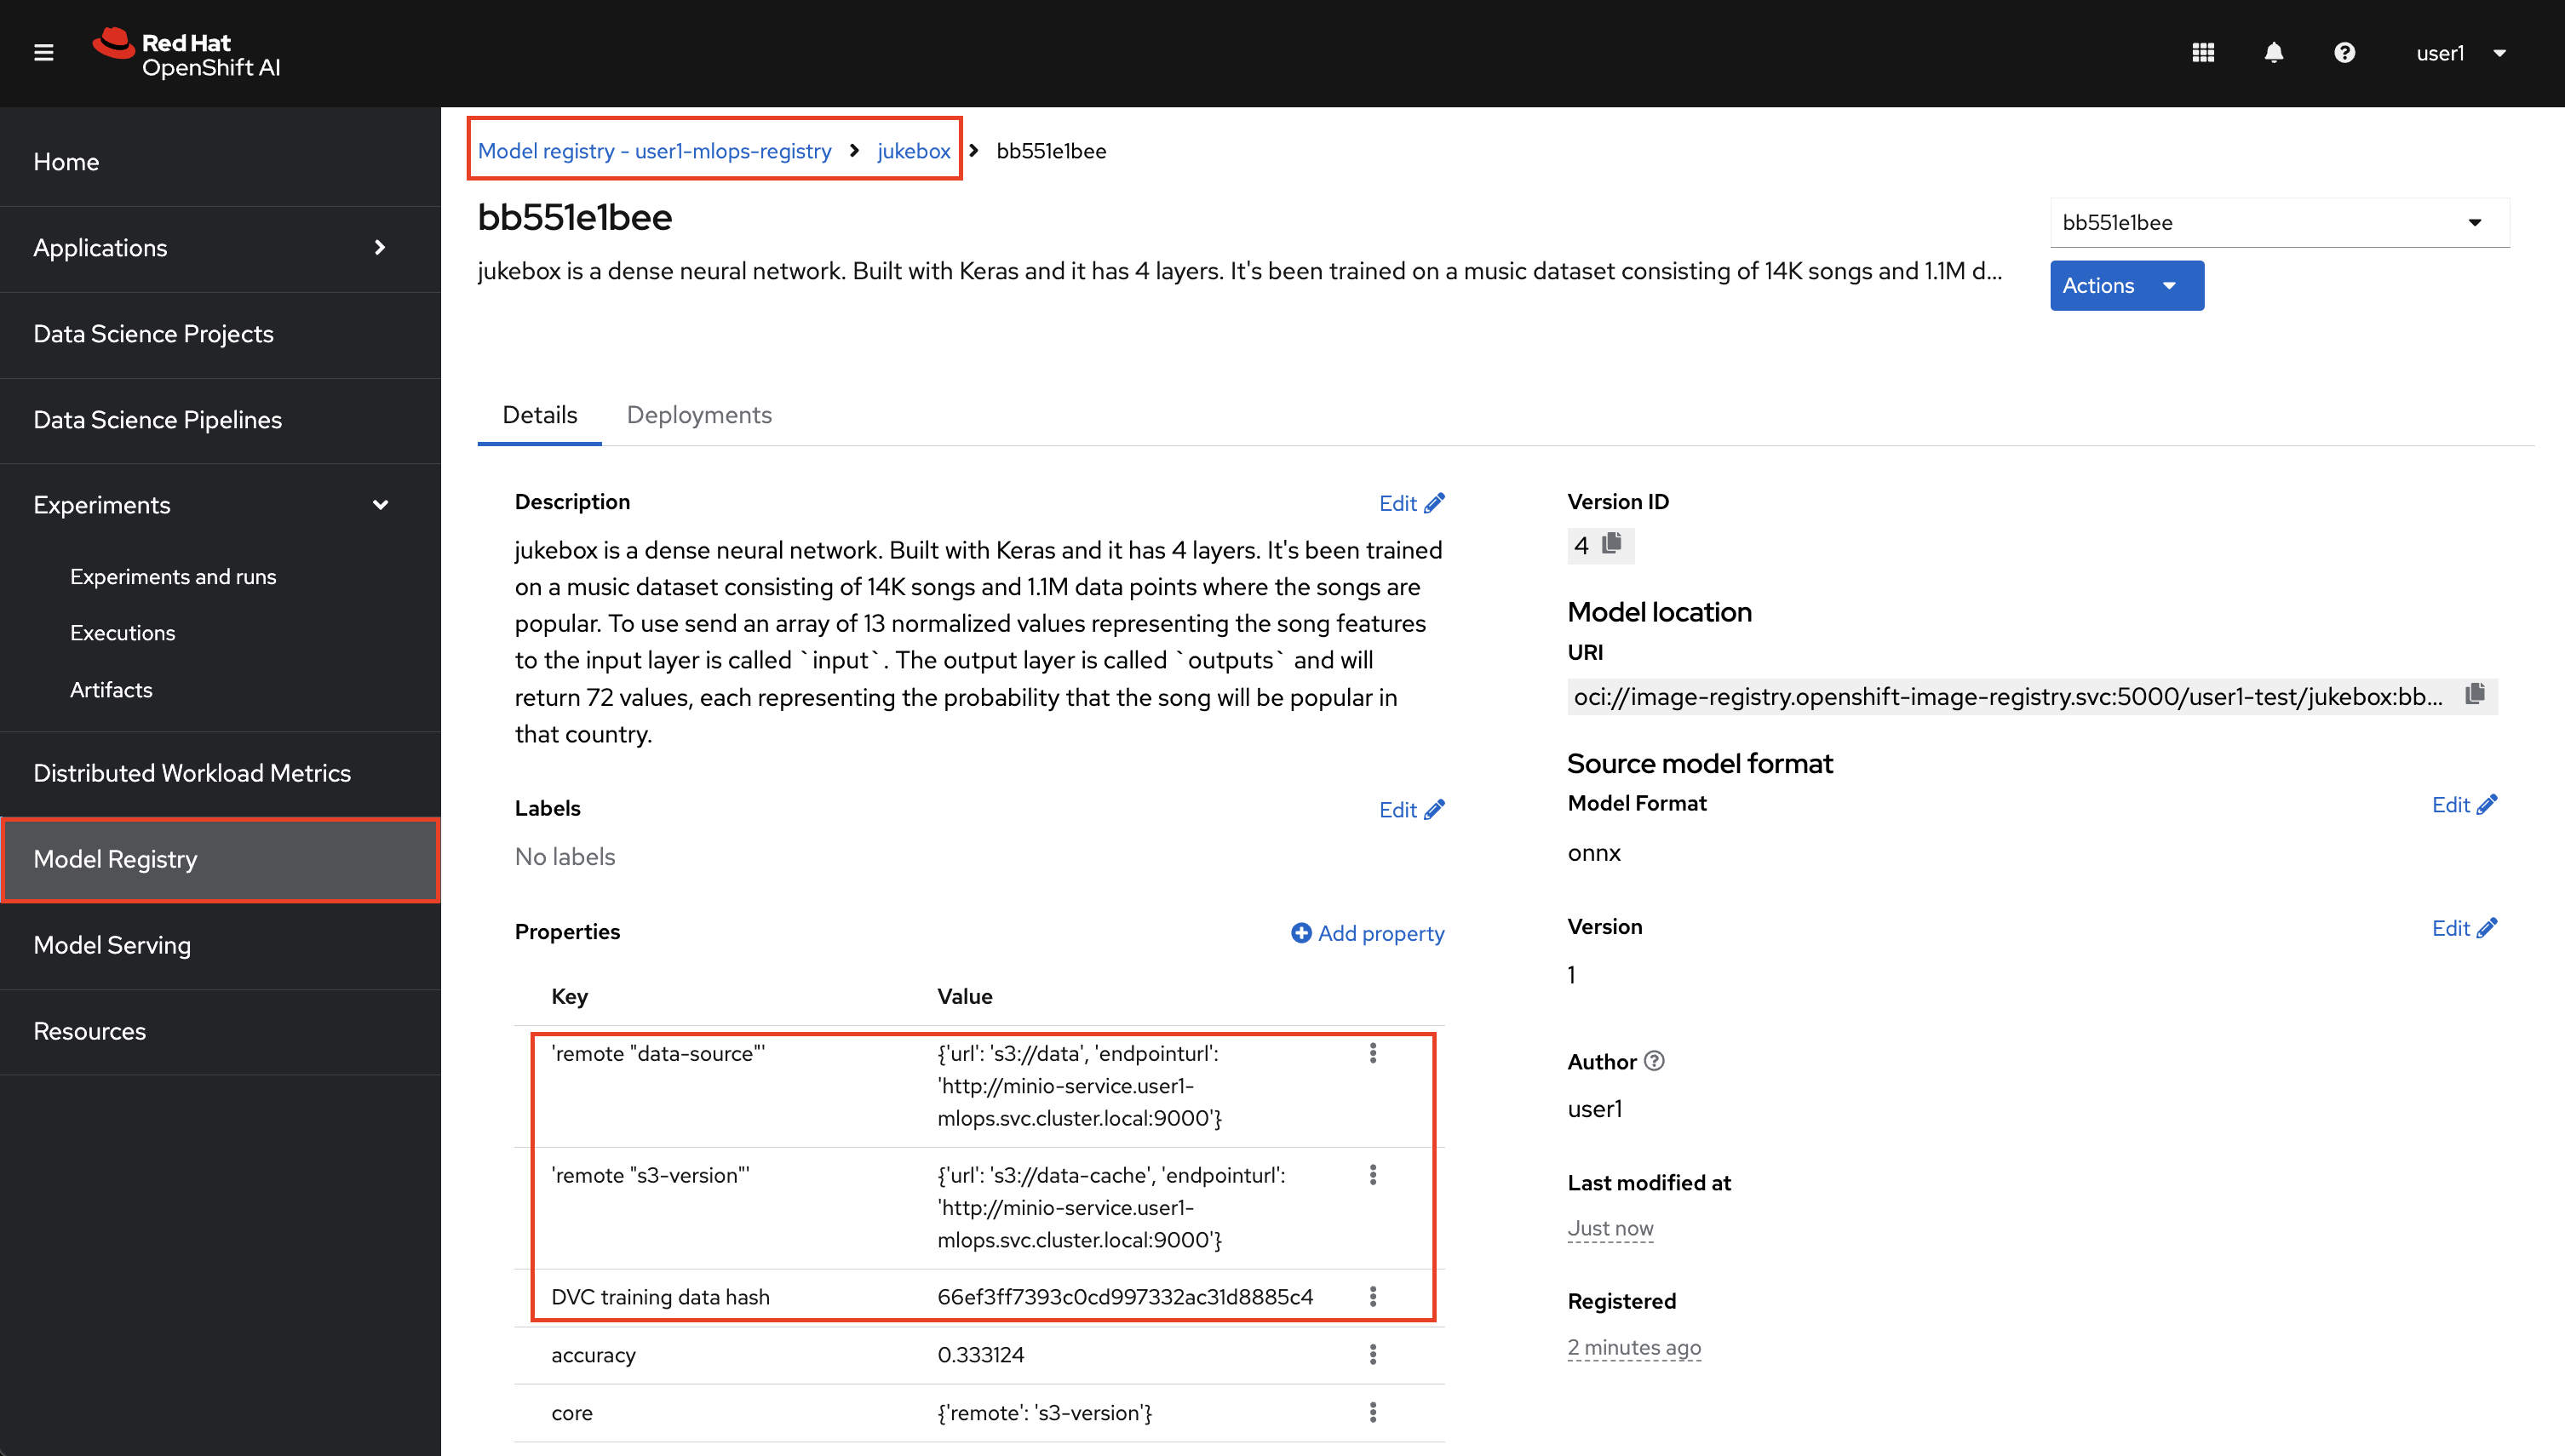 Red Hat
OpenShift AI
user1
Home
Applications
Data Science Projects
Data Science Pipelines
Experiments
Experiments and runs
Executions
Artifacts
Distributed Workload Metrics
Model Registry
Model Serving
Resources
Model registry - user1-mlops-registry > jukebox > bb551e1bee
bb551e1bee
jukebox is a dense neural network. Built with Keras and it has 4 layers. It's been trained on a music dataset consisting of 14K songs and 1.1M d...
bb551e1bee
Actions
Details Deployments
Description
Edit
jukebox is a dense neural network. Built with Keras and it has 4 layers. It's been trained
on a music dataset consisting of 14K songs and 1.1M data points where the songs are
popular. To use send an array of 13 normalized values representing the song features
to the input layer is called `input`. The output layer is called `outputs` and will
return 72 values, each representing the probability that the song will be popular in
that country.
Labels
Edit
No labels
Properties
Add property
Key Value
'remote "data-source"' {'url': 's3://data', 'endpointurl':
'http://minio-service.user1-
mlops.svc.cluster.local:9000'}
'remote "s3-version"' {'url': 's3://data-cache', 'endpointurl':
'http://minio-service.user1-
mlops.svc.cluster.local:9000'}
DVC training data hash 66ef3ff7393c0cd997332ac31d8885c4
accuracy 0.333124
core {'remote': 's3-version'}
Version ID
4
Model location
URI
oci://image-registry.openshift-image-registry.svc:5000/user1-test/jukebox:bb...
Source model format
Model Format
Edit
onnx
Version
Edit
1
Author
user1
Last modified at
Just now
Registered
2 minutes ago